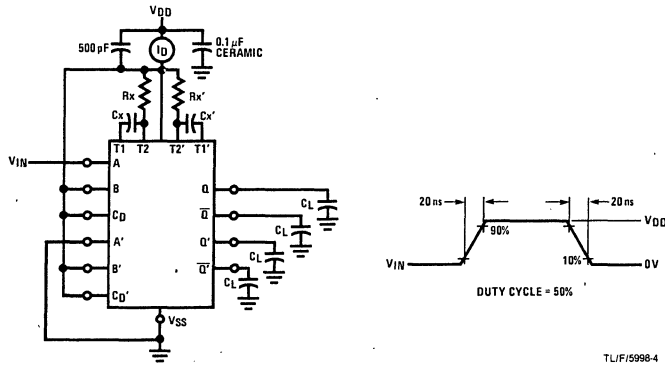 VDD
500 pF
ID
0.1 µF
CERAMIC
Rx
Rx'
Cx
Cx'
T1 T2 T2' T1'
VIN
A
B
CD
A'
B'
CD'
Q
Q̅
Q'
Q̅'
CL
CL
CL
CL
VSS
20 ns
20 ns
90%
10%
VDD
VIN
0V
DUTY CYCLE = 50%
TL/F/5998-4